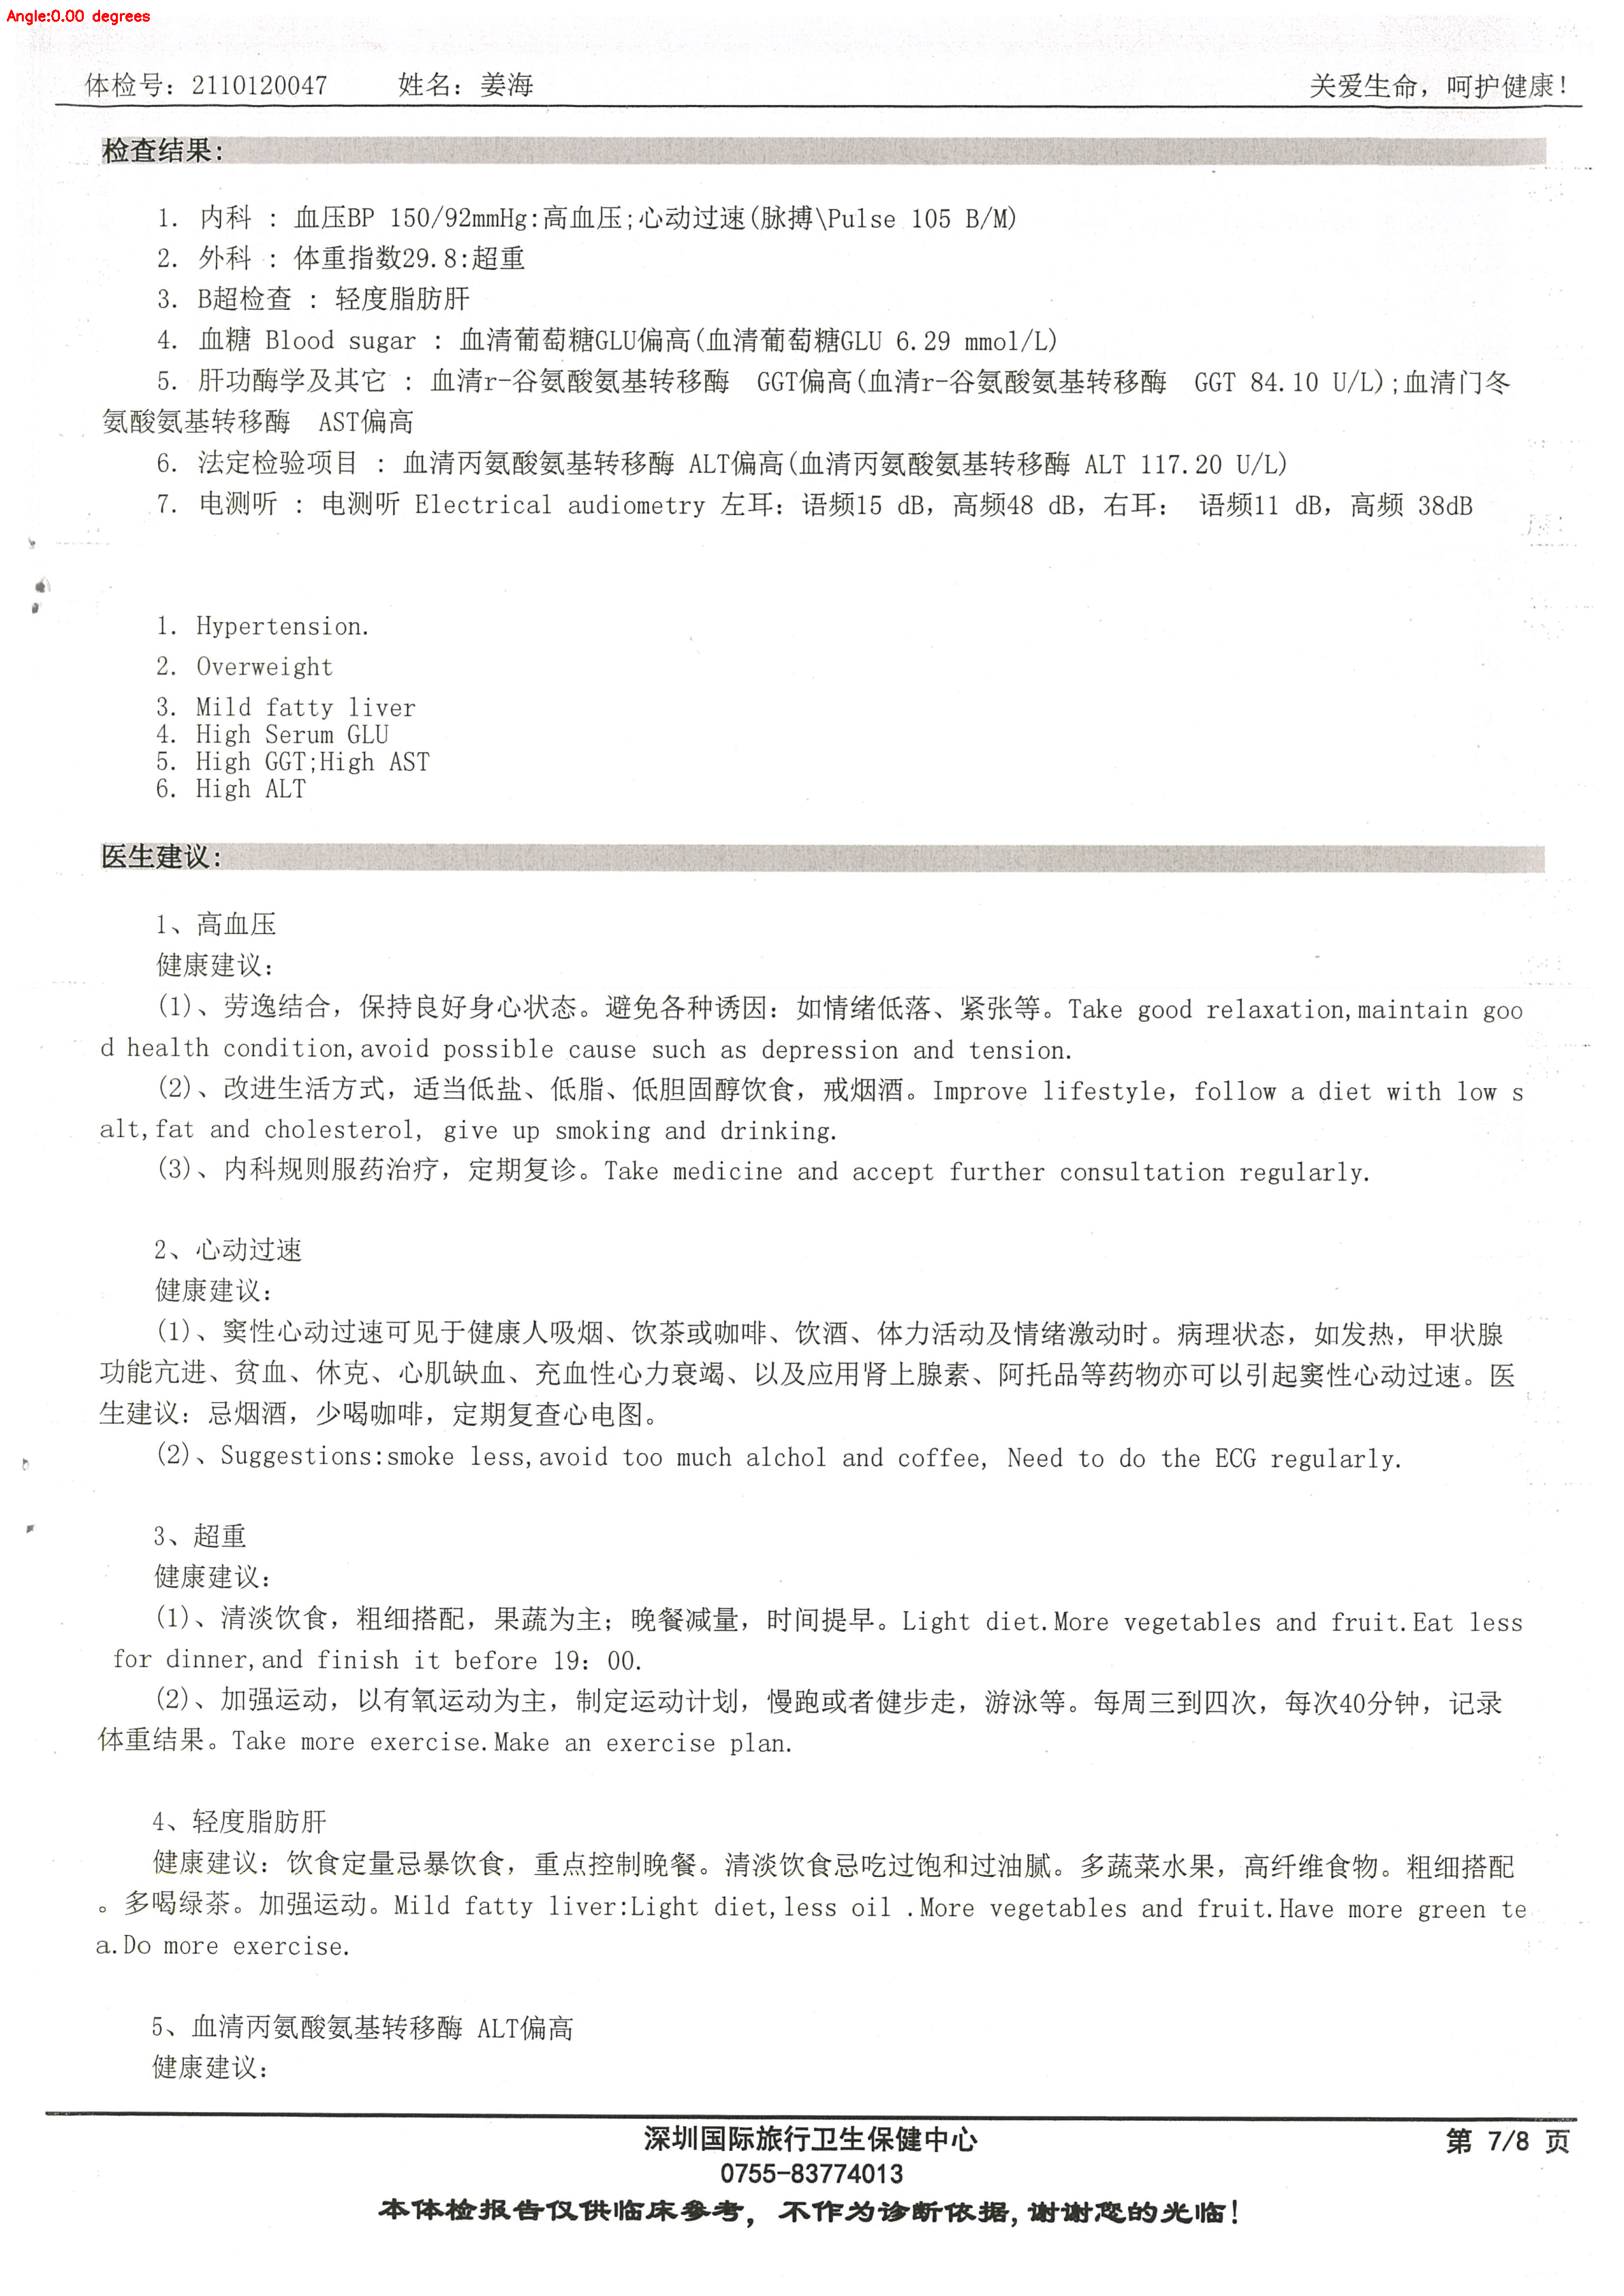 Angle:0.00 degrees
体检号: 2110120047 姓名: 姜海 关爱生命, 呵护健康!
检查结果:
1. 内科 : 血压BP 150/92mmHg:高血压;心动过速(脉搏\Pulse 105 B/M)
2. 外科 : 体重指数29.8:超重
3. B超检查 : 轻度脂肪肝
4. 血糖 Blood sugar : 血清葡萄糖GLU偏高(血清葡萄糖GLU 6.29 mmol/L)
5. 肝功酶学及其它 : 血清r-谷氨酸氨基转移酶 GGT偏高(血清r-谷氨酸氨基转移酶 GGT 84.10 U/L);血清门冬
氨酸氨基转移酶 AST偏高
6. 法定检验项目 : 血清丙氨酸氨基转移酶 ALT偏高(血清丙氨酸氨基转移酶 ALT 117.20 U/L)
7. 电测听 : 电测听 Electrical audiometry 左耳: 语频15 dB, 高频48 dB, 右耳: 语频11 dB, 高频 38dB
1. Hypertension.
2. Overweight
3. Mild fatty liver
4. High Serum GLU
5. High GGT;High AST
6. High ALT
医生建议:
1、高血压
健康建议:
(1)、劳逸结合, 保持良好身心状态。避免各种诱因: 如情绪低落、紧张等。Take good relaxation,maintain goo
d health condition,avoid possible cause such as depression and tension.
(2)、改进生活方式, 适当低盐、低脂、低胆固醇饮食, 戒烟酒。Improve lifestyle, follow a diet with low s
alt,fat and cholesterol, give up smoking and drinking.
(3)、内科规则服药治疗, 定期复诊。Take medicine and accept further consultation regularly.
2、心动过速
健康建议:
(1)、窦性心动过速可见于健康人吸烟、饮茶或咖啡、饮酒、体力活动及情绪激动时。病理状态, 如发热, 甲状腺
功能亢进、贫血、休克、心肌缺血、充血性心力衰竭、以及应用肾上腺素、阿托品等药物亦可以引起窦性心动过速。医
生建议: 忌烟酒, 少喝咖啡, 定期复查心电图。
(2)、Suggestions:smoke less,avoid too much alchol and coffee, Need to do the ECG regularly.
3、超重
健康建议:
(1)、清淡饮食, 粗细搭配, 果蔬为主; 晚餐减量, 时间提早。Light diet.More vegetables and fruit.Eat less
for dinner,and finish it before 19: 00.
(2)、加强运动, 以有氧运动为主, 制定运动计划, 慢跑或者健步走, 游泳等。每周三到四次, 每次40分钟, 记录
体重结果。Take more exercise.Make an exercise plan.
4、轻度脂肪肝
健康建议: 饮食定量忌暴饮食, 重点控制晚餐。清淡饮食忌吃过饱和过油腻。多蔬菜水果, 高纤维食物。粗细搭配
。多喝绿茶。加强运动。Mild fatty liver:Light diet,less oil .More vegetables and fruit.Have more green te
a.Do more exercise.
5、血清丙氨酸氨基转移酶 ALT偏高
健康建议:
深圳国际旅行卫生保健中心 第 7/8 页
0755-83774013
本体检报告仅供临床参考, 不作为诊断依据,谢谢您的光临!